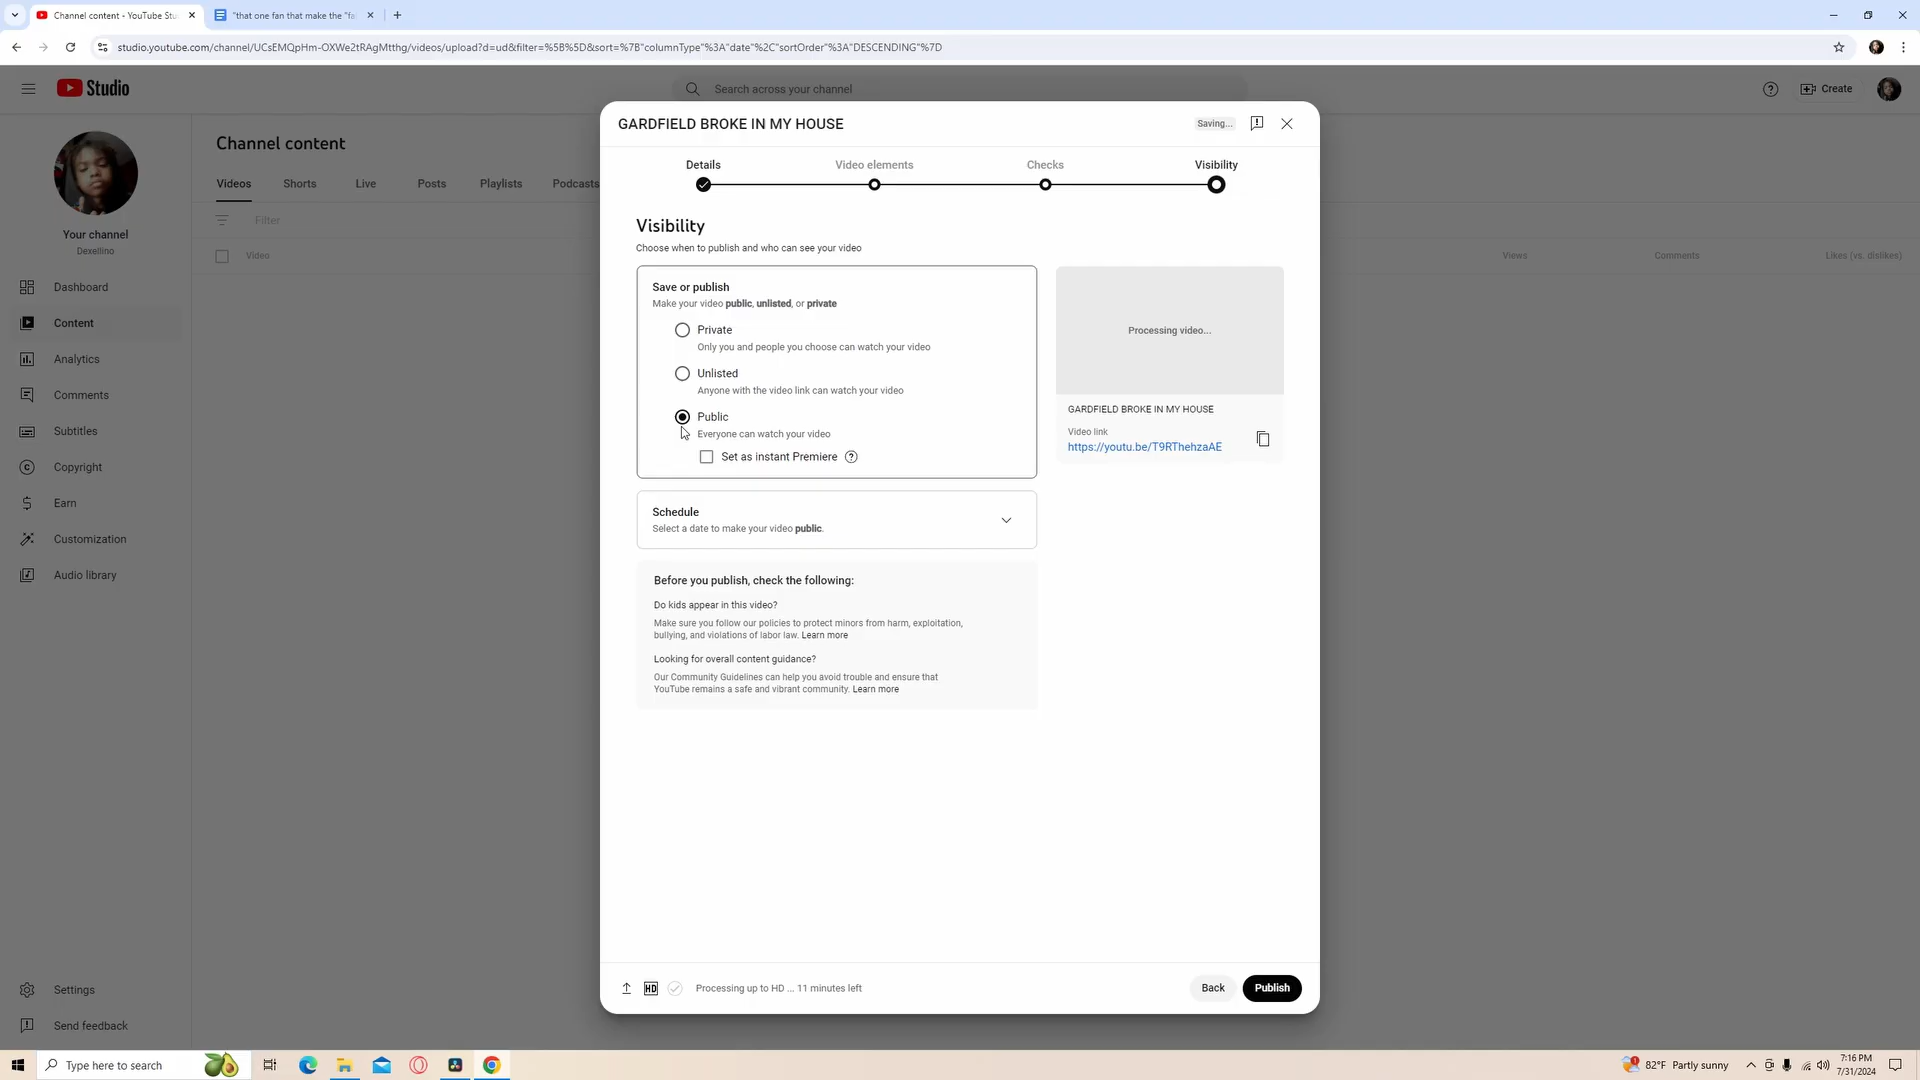 Channel content - YouTube Stu
"that one fan that make the "fa
studio.youtube.com/channel/UCsEMQpHm-OXWe2tRAgMtthg/videos/upload?d=ud&filter=%5B%5D&sort=%7B"columnType"%3A"date"%2C"sortOrder"%3A"DESCENDING"%7D
Studio
Search across your channel
Create
Your channel
Dexellino
Dashboard
Content
Analytics
Comments
Subtitles
Copyright
Earn
Customization
Audio library
Settings
Send feedback
Channel content
Videos Shorts Live Posts Playlists Podcasts
Filter
Video
Views Comments Likes (vs. dislikes)
GARDFIELD BROKE IN MY HOUSE
Saving...
Details Video elements Checks Visibility
Visibility
Choose when to publish and who can see your video
Save or publish
Make your video public, unlisted, or private
Private
Only you and people you choose can watch your video
Unlisted
Anyone with the video link can watch your video
Public
Everyone can watch your video
Set as instant Premiere
Schedule
Select a date to make your video public.
Before you publish, check the following:
Do kids appear in this video?
Make sure you follow our policies to protect minors from harm, exploitation,
bullying, and violations of labor law. Learn more
Looking for overall content guidance?
Our Community Guidelines can help you avoid trouble and ensure that
YouTube remains a safe and vibrant community. Learn more
Processing video...
GARDFIELD BROKE IN MY HOUSE
Video link
https://youtu.be/T9RThehzaAE
HD
Processing up to HD ... 11 minutes left
Back
Publish
Type here to search
82°F Partly sunny
7:16 PM
7/31/2024